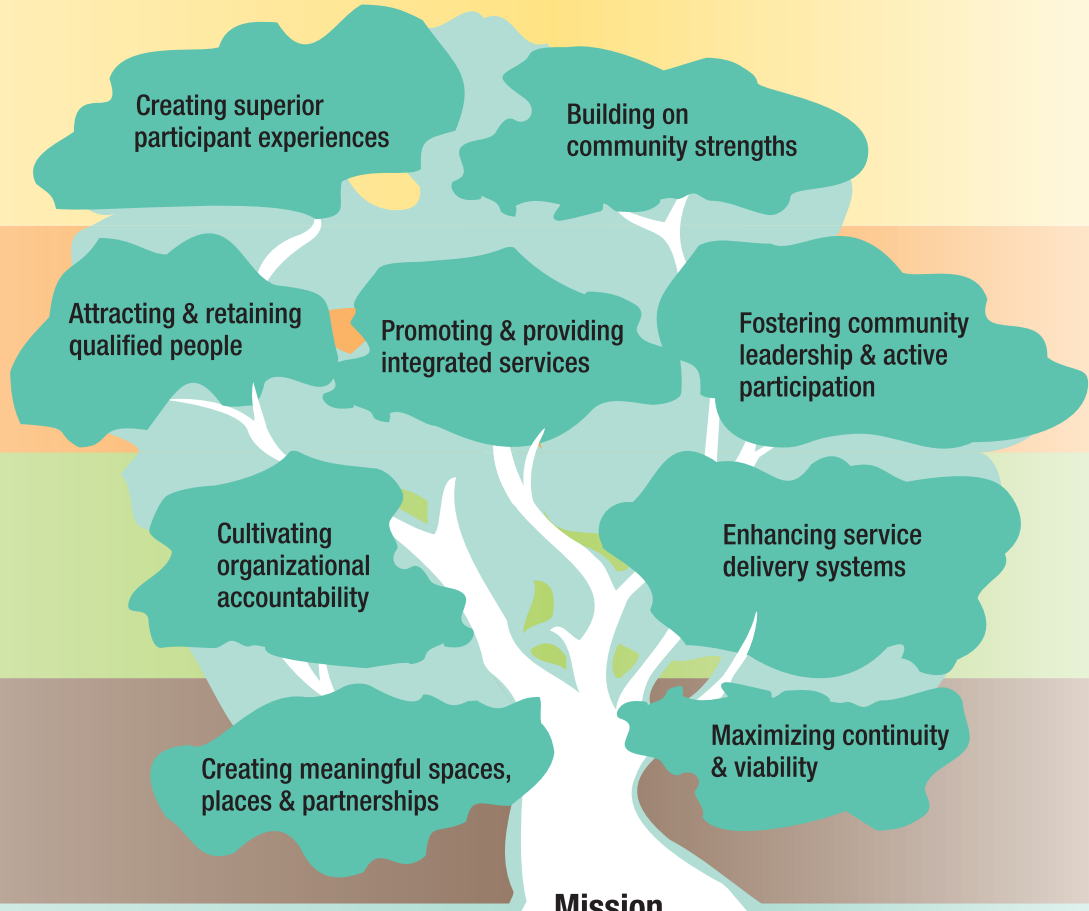 Creating superior
participant experiences
Building on
community strengths
Attracting & retaining
qualified people
Promoting & providing
integrated services
Fostering community
leadership & active
participation
Cultivating
organizational
accountability
Enhancing service
delivery systems
Creating meaningful spaces,
places & partnerships
Maximizing continuity
& viability
Mission